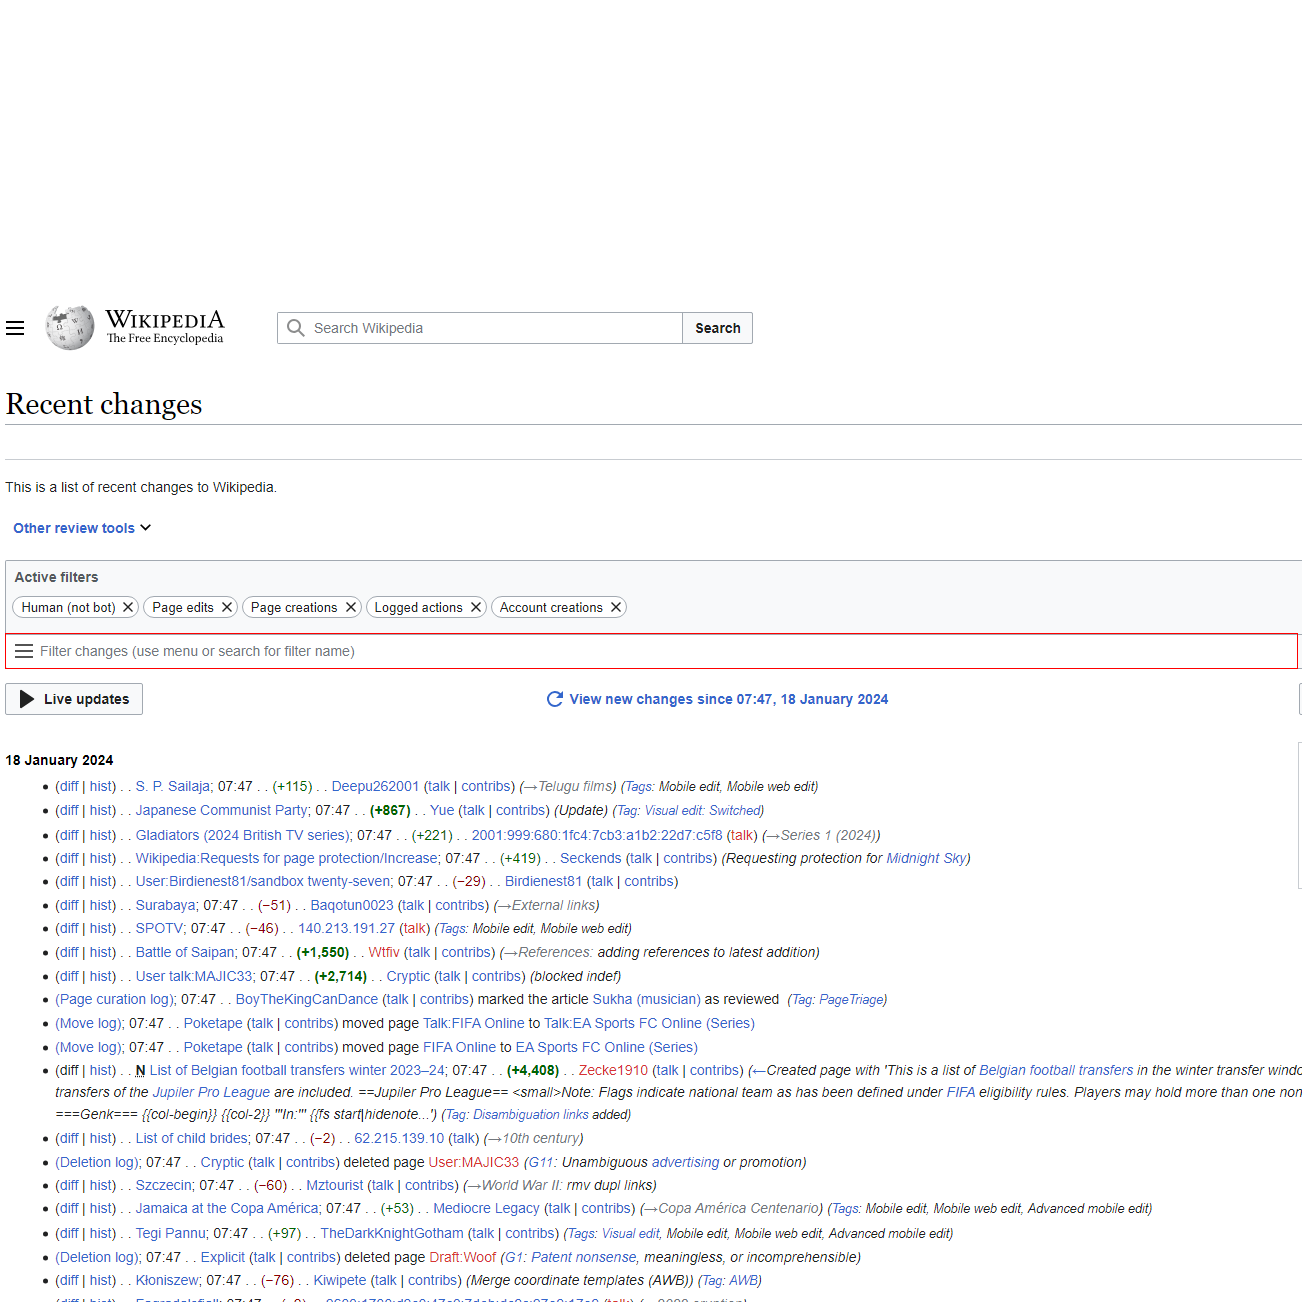 WIKIPEDIA
The Free Encyclopedia
Search Wikipedia
Search
Recent changes
This is a list of recent changes to Wikipedia.
Other review tools
Active filters
Human (not bot) Page edits Page creations Logged actions Account creations
Filter changes (use menu or search for filter name)
Live updates
View new changes since 07:47, 18 January 2024
18 January 2024
(diff | hist) . . S. P. Sailaja; 07:47 . . (+115) . . Deepu262001 (talk | contribs) (→Telugu films) (Tags: Mobile edit, Mobile web edit)
(diff | hist) . . Japanese Communist Party; 07:47 . . (+867) . . Yue (talk | contribs) (Update) (Tag: Visual edit: Switched)
(diff | hist) . . Gladiators (2024 British TV series); 07:47 . . (+221) . . 2001:999:680:1fc4:7cb3:a1b2:22d7:c5f8 (talk) (→Series 1 (2024))
(diff | hist) . . Wikipedia:Requests for page protection/Increase; 07:47 . . (+419) . . Seckends (talk | contribs) (Requesting protection for Midnight Sky)
(diff | hist) . . User:Birdienest81/sandbox twenty-seven; 07:47 . . (−29) . . Birdienest81 (talk | contribs)
(diff | hist) . . Surabaya; 07:47 . . (−51) . . Baqotun0023 (talk | contribs) (→External links)
(diff | hist) . . SPOTV; 07:47 . . (−46) . . 140.213.191.27 (talk) (Tags: Mobile edit, Mobile web edit)
(diff | hist) . . Battle of Saipan; 07:47 . . (+1,550) . . Wtfiv (talk | contribs) (→References: adding references to latest addition)
(diff | hist) . . User talk:MAJIC33; 07:47 . . (+2,714) . . Cryptic (talk | contribs) (blocked indef)
(Page curation log); 07:47 . . BoyTheKingCanDance (talk | contribs) marked the article Sukha (musician) as reviewed (Tag: PageTriage)
(Move log); 07:47 . . Poketape (talk | contribs) moved page Talk:FIFA Online to Talk:EA Sports FC Online (Series)
(Move log); 07:47 . . Poketape (talk | contribs) moved page FIFA Online to EA Sports FC Online (Series)
(diff | hist) . . N List of Belgian football transfers winter 2023–24; 07:47 . . (+4,408) . . Zecke1910 (talk | contribs) (←Created page with 'This is a list of Belgian football transfers in the winter transfer windo
transfers of the Jupiler Pro League are included. ==Jupiler Pro League== <small>Note: Flags indicate national team as has been defined under FIFA eligibility rules. Players may hold more than one non
===Genk=== {{col-begin}} {{col-2}} '''In:''' {{fs start|hidenote...') (Tag: Disambiguation links added)
(diff | hist) . . List of child brides; 07:47 . . (−2) . . 62.215.139.10 (talk) (→10th century)
(Deletion log); 07:47 . . Cryptic (talk | contribs) deleted page User:MAJIC33 (G11: Unambiguous advertising or promotion)
(diff | hist) . . Szczecin; 07:47 . . (−60) . . Mztourist (talk | contribs) (→World War II: rmv dupl links)
(diff | hist) . . Jamaica at the Copa América; 07:47 . . (+53) . . Mediocre Legacy (talk | contribs) (→Copa América Centenario) (Tags: Mobile edit, Mobile web edit, Advanced mobile edit)
(diff | hist) . . Tegi Pannu; 07:47 . . (+97) . . TheDarkKnightGotham (talk | contribs) (Tags: Visual edit, Mobile edit, Mobile web edit, Advanced mobile edit)
(Deletion log); 07:47 . . Explicit (talk | contribs) deleted page Draft:Woof (G1: Patent nonsense, meaningless, or incomprehensible)
(diff | hist) . . Kłoniszew; 07:47 . . (−76) . . Kiwipete (talk | contribs) (Merge coordinate templates (AWB)) (Tag: AWB)